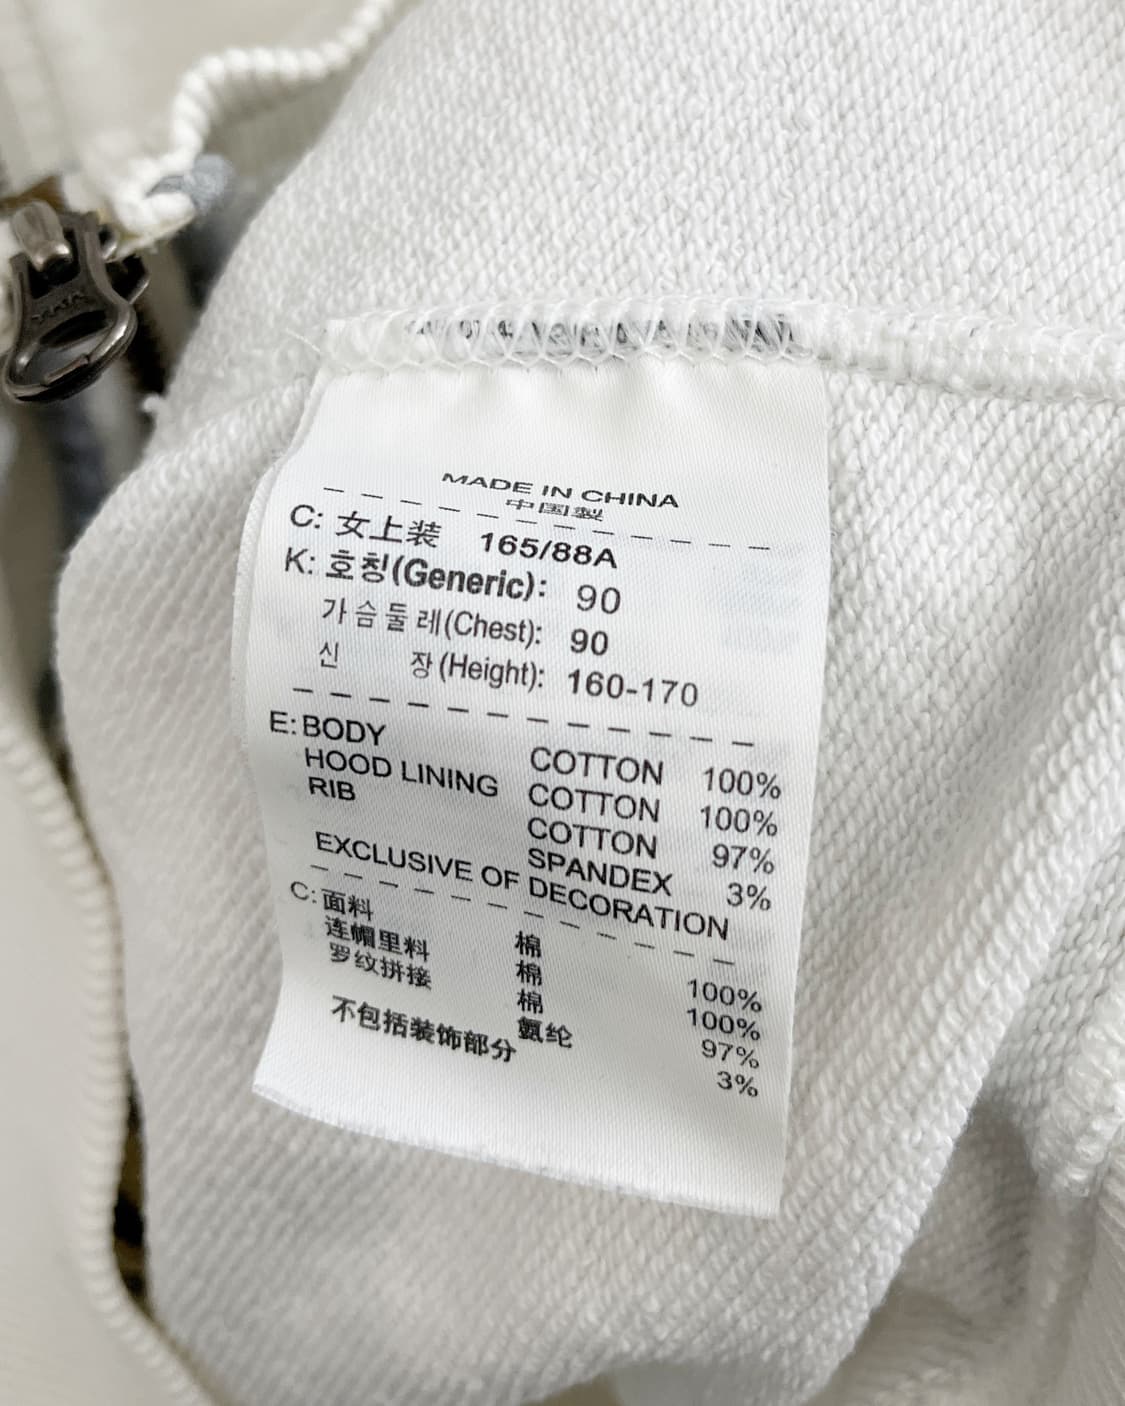 MADE IN CHINA
中国製
C: 女上装 165/88A
K: 호칭(Generic): 90
가슴둘레(Chest): 90
신 장(Height): 160-170
E: BODY COTTON 100%
HOOD LINING COTTON 100%
RIB COTTON 97%
SPANDEX 3%
EXCLUSIVE OF DECORATION
C: 面料 棉 100%
连帽里料 棉 100%
罗纹拼接 棉 97%
氨纶 3%
不包括装饰部分